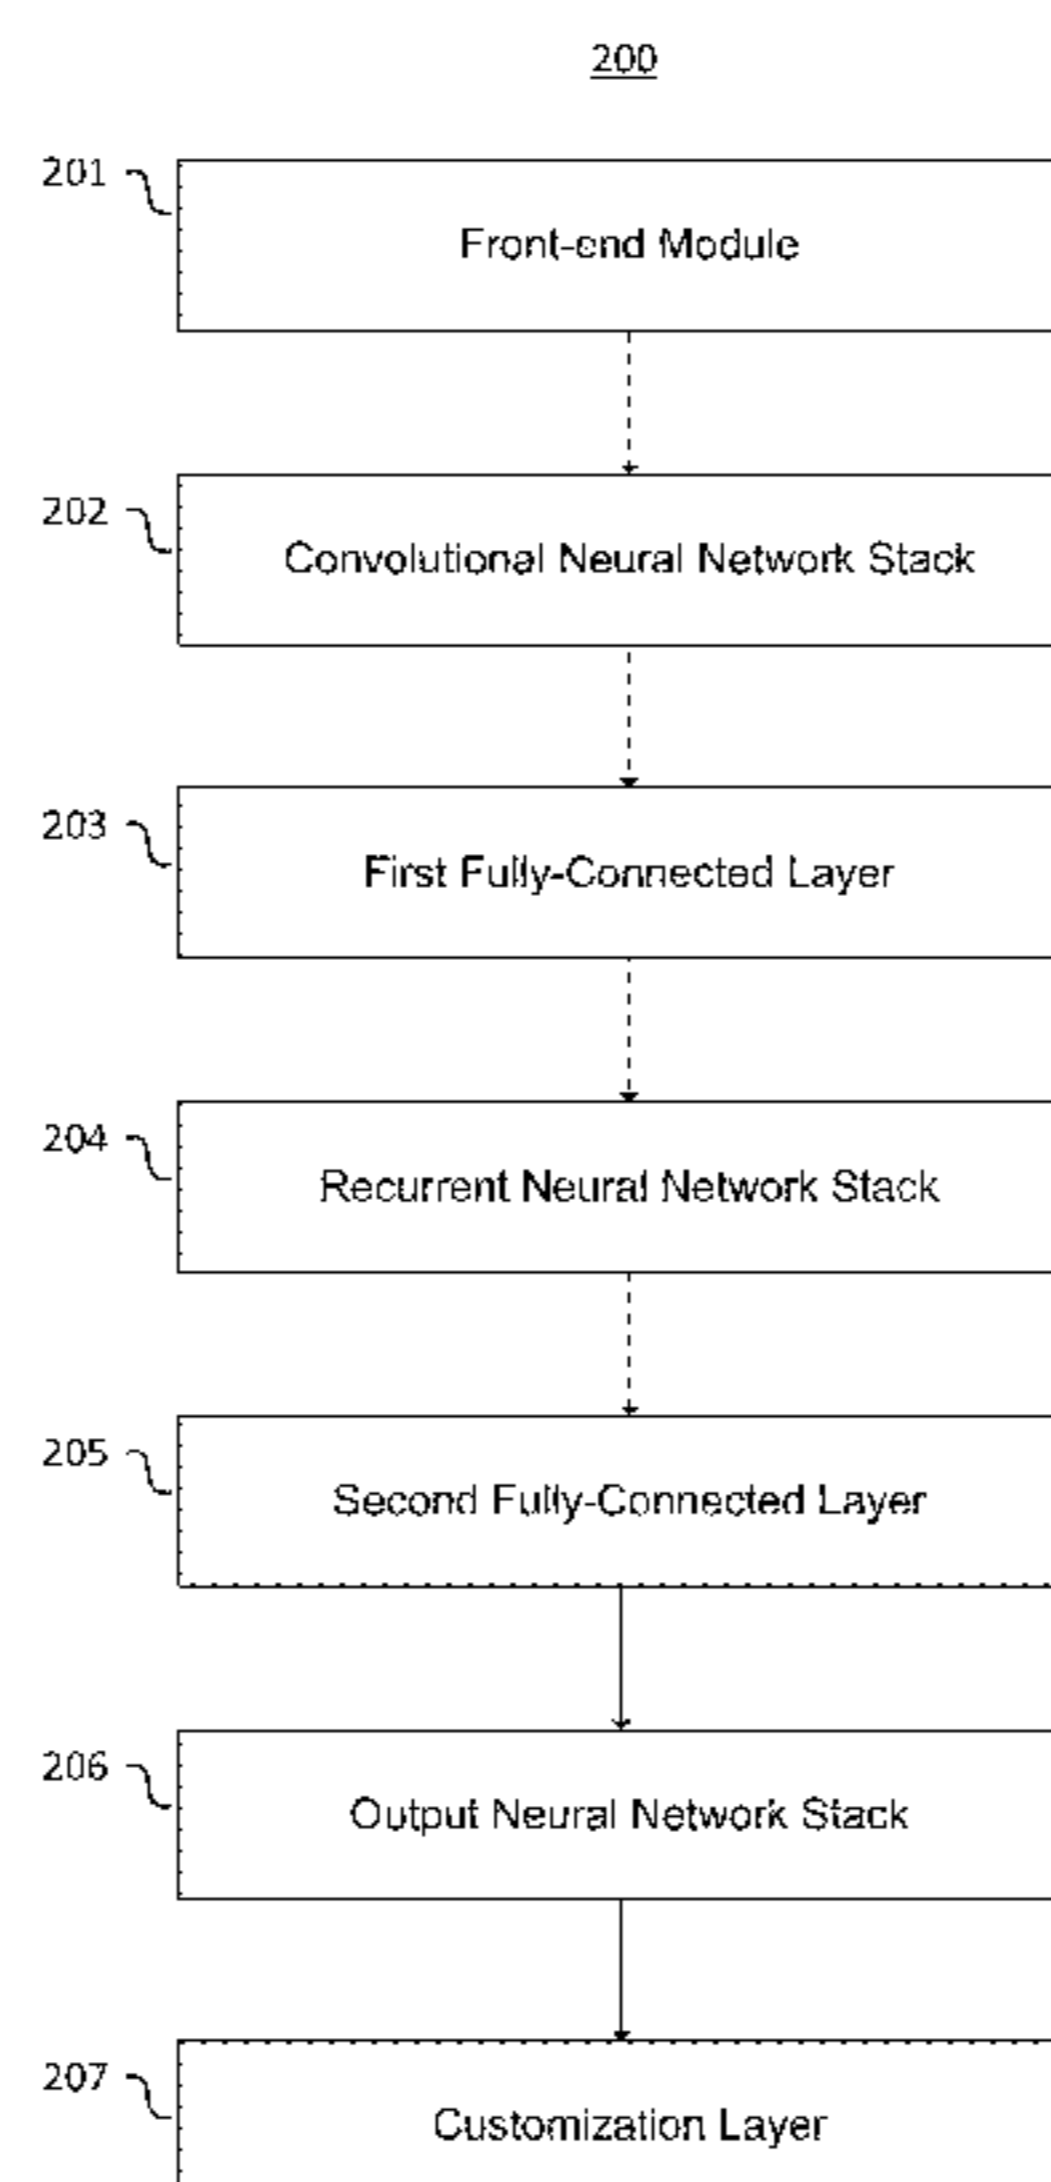 200
201
Front-end Module
202
Convolutional Neural Network Stack
203
First Fully-Connected Layer
204
Recurrent Neural Network Stack
205
Second Fully-Connected Layer
206
Output Neural Network Stack
207
Customization Layer